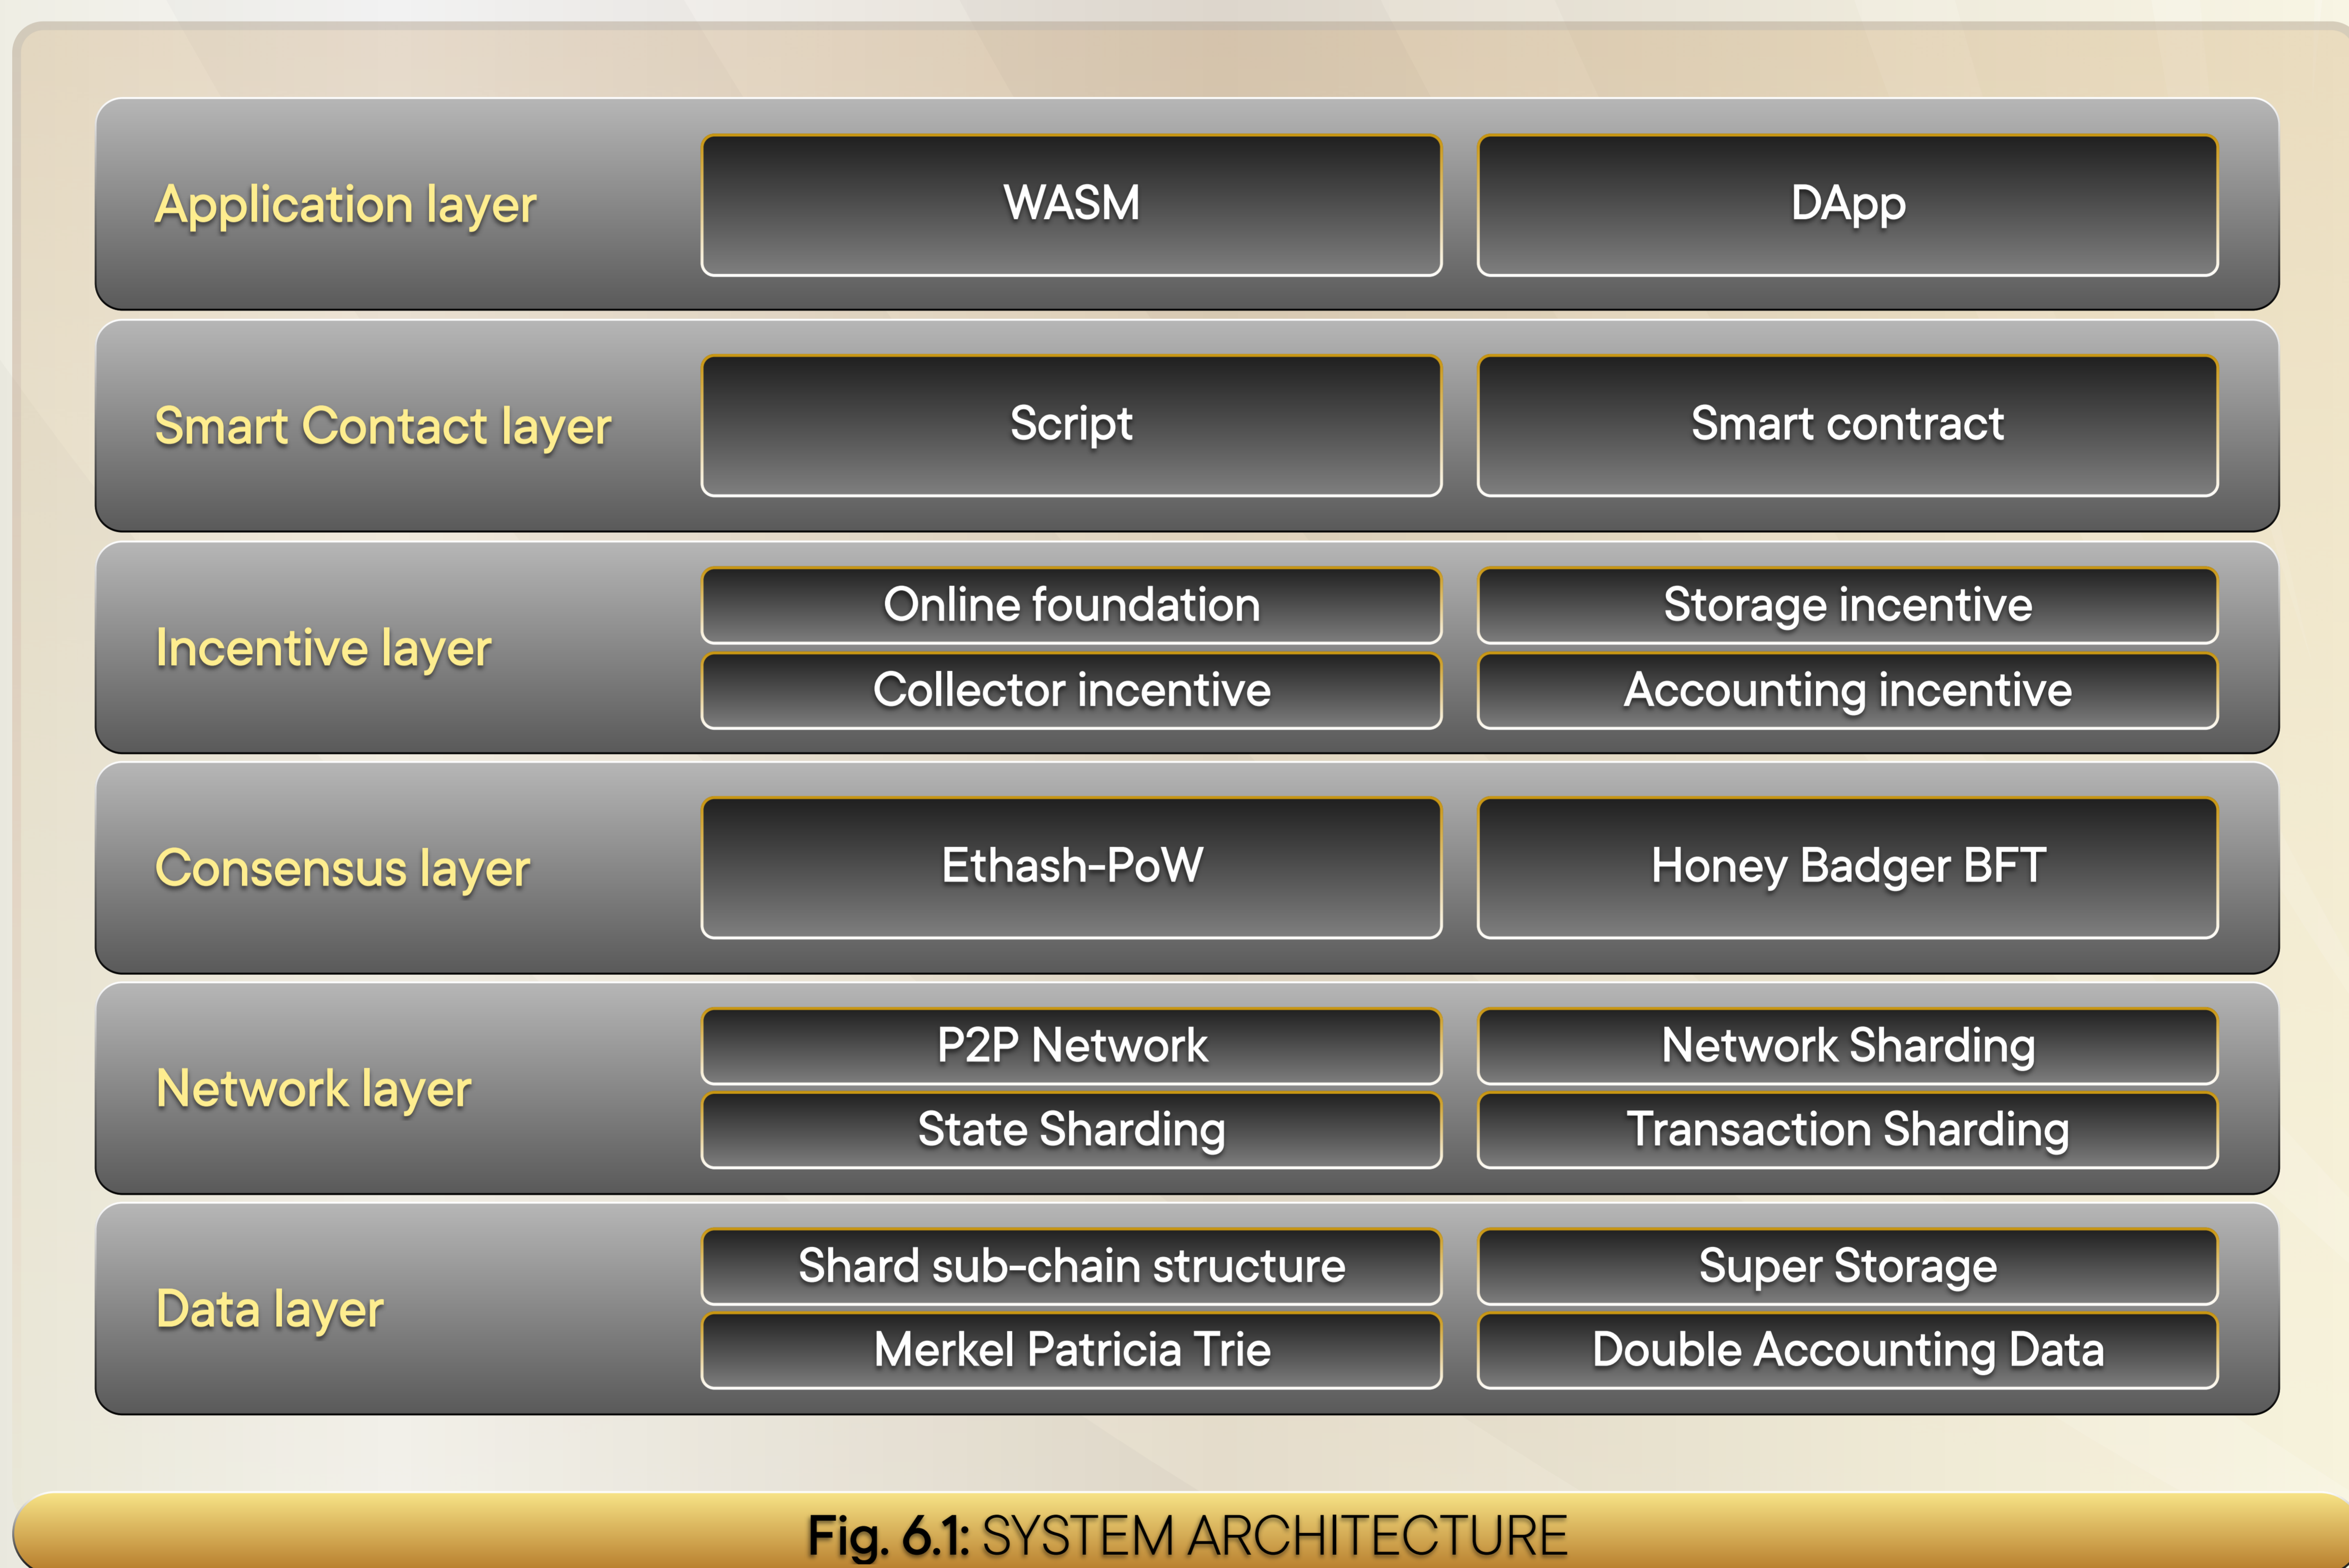 Application layer
WASM
DApp
Smart Contact layer
Script
Smart contract
Incentive layer
Online foundation
Storage incentive
Collector incentive
Accounting incentive
Consensus layer
Ethash-PoW
Honey Badger BFT
Network layer
P2P Network
Network Sharding
State Sharding
Transaction Sharding
Data layer
Shard sub-chain structure
Super Storage
Merkel Patricia Trie
Double Accounting Data
Fig. 6.1: SYSTEM ARCHITECTURE